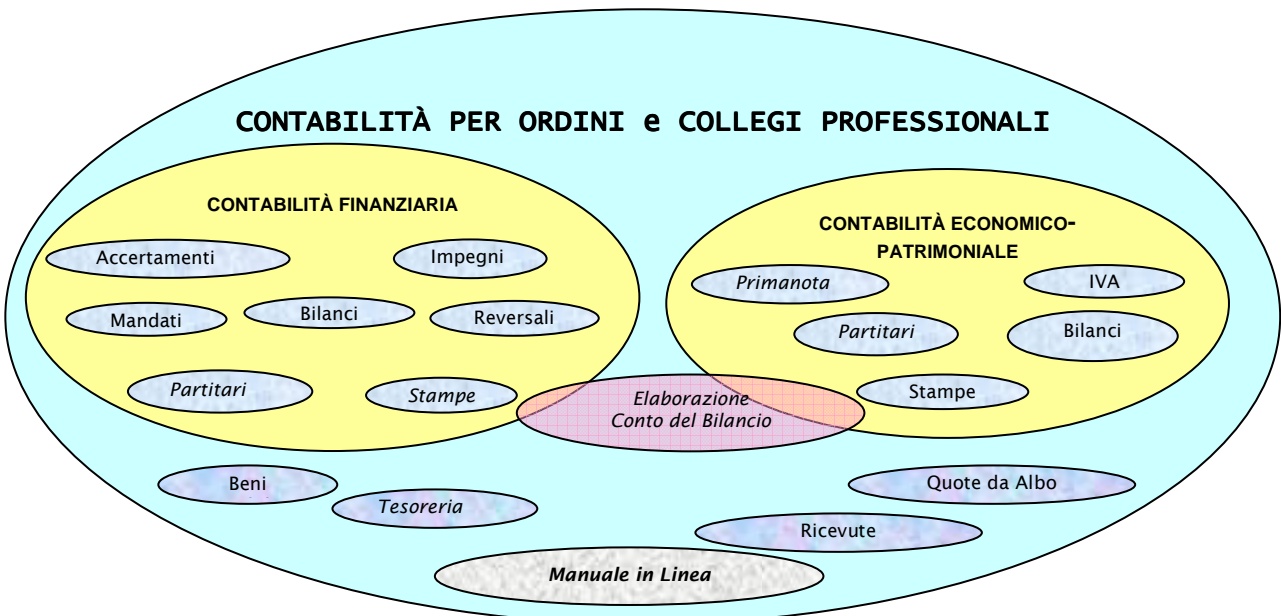 CONTABILITÀ PER ORDINI e COLLEGI PROFESSIONALI
CONTABILITÀ FINANZIARIA
Accertamenti
Impegni
Mandati
Bilanci
Reversali
Partitari
Stampe
CONTABILITÀ ECONOMICO-
PATRIMONIALE
Primanota
IVA
Partitari
Bilanci
Stampe
Elaborazione
Conto del Bilancio
Beni
Tesoreria
Quote da Albo
Ricevute
Manuale in Linea